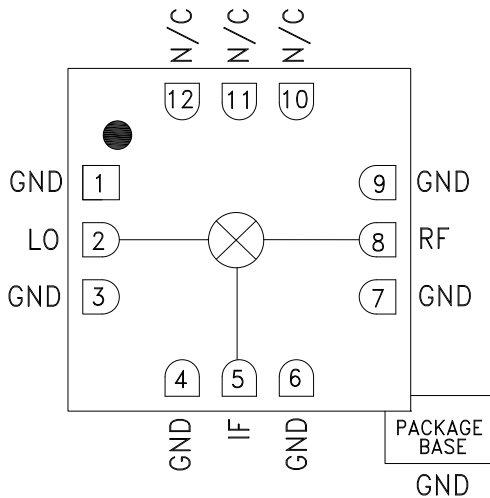 N/C N/C N/C
12 11 10
GND 1 9 GND
LO 2 8 RF
GND 3 7 GND
4 5 6
GND IF GND
PACKAGE
BASE
GND